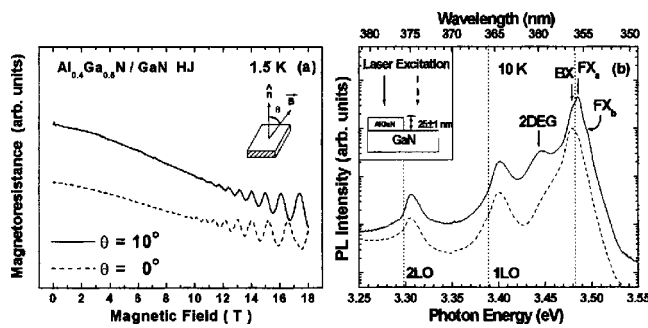 Wavelength (nm)
380 375 370 365 360 355 350
Al0.4Ga0.6N / GaN HJ 1.5 K (a)
n
θ
B
θ = 10°
θ = 0°
Magnetoresistance (arb. units)
0 2 4 6 8 10 12 14 16 18
Magnetic Field ( T )
Laser Excitation
AlGaN
25±1 nm
GaN
10 K
(b)
BX
FXa
FXb
2DEG
2LO
1LO
PL Intensity (arb. units)
3.25 3.30 3.35 3.40 3.45 3.50 3.55
Photon Energy (eV)